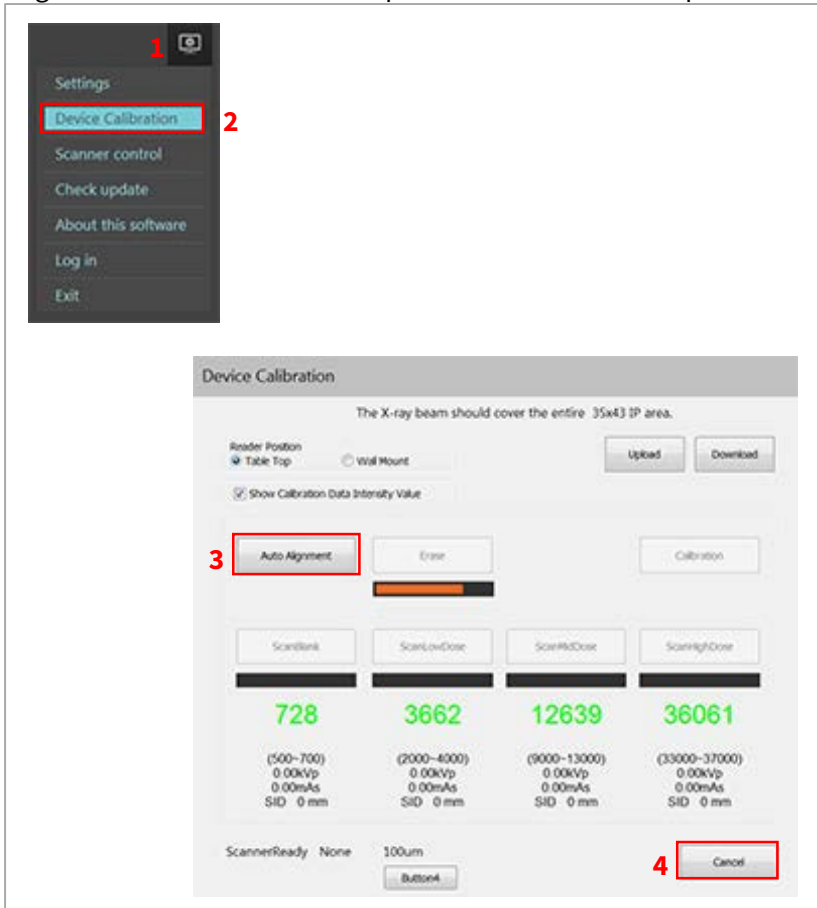 1
Settings
Device Calibration 2
Scanner control
Check update
About this software
Log in
Exit
Device Calibration
The X-ray beam should cover the entire 35x43 IP area.
Reader Position
Table Top Wall Mount
Upload Download
Show Calibration Data Intensity Value
3 Auto Alignment Erase Calibration
ScanBlank ScanLowDose ScanMidDose ScanHighDose
728 3662 12639 36061
(500~700) (2000~4000) (9000~13000) (33000~37000)
0.00kVp 0.00kVp 0.00kVp 0.00kVp
0.00mAs 0.00mAs 0.00mAs 0.00mAs
SID 0 mm SID 0 mm SID 0 mm SID 0 mm
ScannerReady None 100um
4 Cancel
Button4